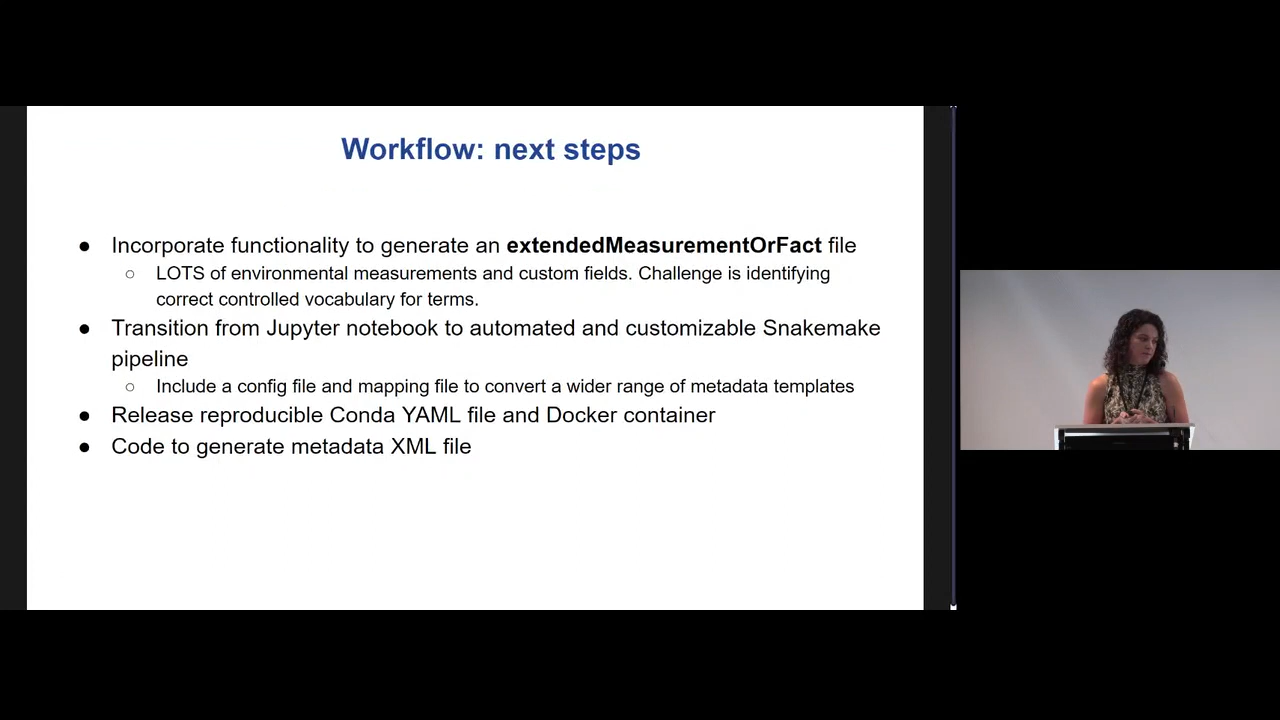 Workflow: next steps
● Incorporate functionality to generate an extendedMeasurementOrFact file
○ LOTS of environmental measurements and custom fields. Challenge is identifying
correct controlled vocabulary for terms.
● Transition from Jupyter notebook to automated and customizable Snakemake
pipeline
○ Include a config file and mapping file to convert a wider range of metadata templates
● Release reproducible Conda YAML file and Docker container
● Code to generate metadata XML file